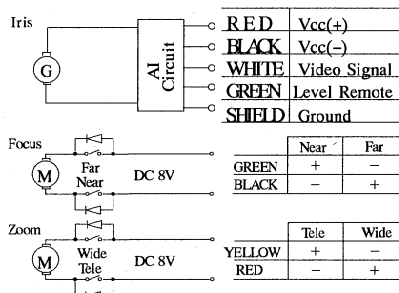 Iris
G
AI Circuit
RED Vcc(+)
BLACK Vcc(−)
WHITE Video Signal
GREEN Level Remote
SHIELD Ground
Focus
M
Far
Near
DC 8V
Near Far
GREEN + −
BLACK − +
Zoom
M
Wide
Tele
DC 8V
Tele Wide
YELLOW + −
RED − +